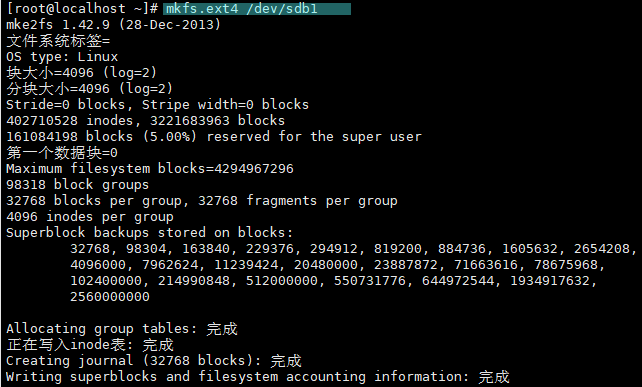 [root@localhost ~]# mkfs.ext4 /dev/sdb1
mke2fs 1.42.9 (28-Dec-2013)
文件系统标签=
OS type: Linux
块大小=4096 (log=2)
分块大小=4096 (log=2)
Stride=0 blocks, Stripe width=0 blocks
402710528 inodes, 3221683963 blocks
161084198 blocks (5.00%) reserved for the super user
第一个数据块=0
Maximum filesystem blocks=4294967296
98318 block groups
32768 blocks per group, 32768 fragments per group
4096 inodes per group
Superblock backups stored on blocks:
32768, 98304, 163840, 229376, 294912, 819200, 884736, 1605632, 2654208,
4096000, 7962624, 11239424, 20480000, 23887872, 71663616, 78675968,
102400000, 214990848, 512000000, 550731776, 644972544, 1934917632,
2560000000
Allocating group tables: 完成
正在写入inode表: 完成
Creating journal (32768 blocks): 完成
Writing superblocks and filesystem accounting information: 完成